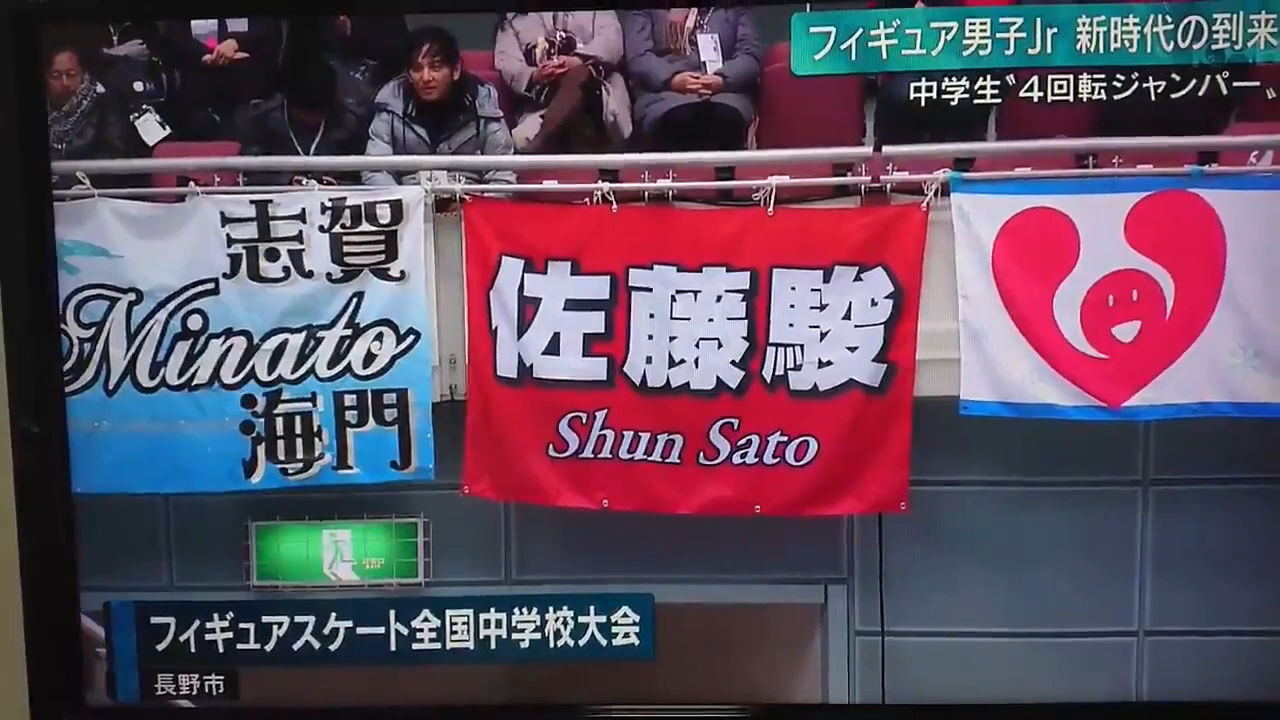 フィギュア男子Jr 新時代の到来
中学生〝4回転ジャンパー〟
志賀
Minato
海門
佐藤駿
Shun Sato
フィギュアスケート全国中学校大会
長野市